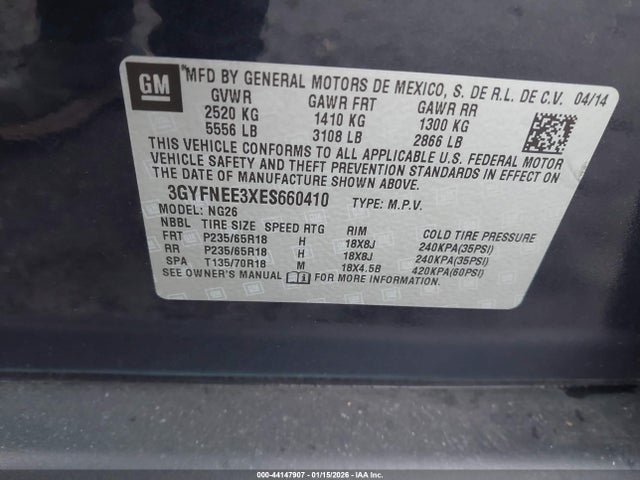 GM
MFD BY GENERAL MOTORS DE MEXICO, S. DE R.L. DE C.V. 04/14
GVWR GAWR FRT GAWR RR
2520 KG 1410 KG 1300 KG
5556 LB 3108 LB 2866 LB
THIS VEHICLE CONFORMS TO ALL APPLICABLE U.S. FEDERAL MOTOR
VEHICLE SAFETY AND THEFT PREVENTION STANDARDS IN EFFECT ON
THE DATE OF MANUFACTURE SHOWN ABOVE.
3GYFNEE3XES660410 TYPE: M.P.V.
MODEL: NG26
NBBL TIRE SIZE SPEED RTG RIM COLD TIRE PRESSURE
FRT P235/65R18 H 18X8J 240KPA(35PSI)
RR P235/65R18 H 18X8J 240KPA(35PSI)
SPA T135/70R18 M 18X4.5B 420KPA(60PSI)
SEE OWNER'S MANUAL FOR MORE INFORMATION.
000-44147907 - 01/15/2026 - IAAI.COM